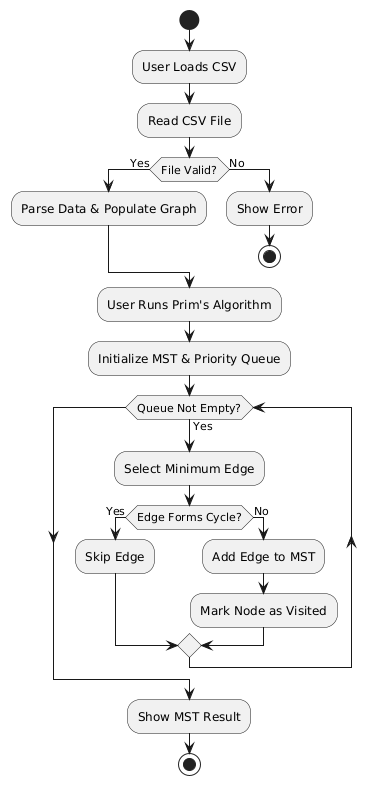 User Loads CSV
Read CSV File
Yes
File Valid?
No
Parse Data & Populate Graph
Show Error
User Runs Prim's Algorithm
Initialize MST & Priority Queue
Queue Not Empty?
Yes
Select Minimum Edge
Yes
Edge Forms Cycle?
No
Skip Edge
Add Edge to MST
Mark Node as Visited
Show MST Result